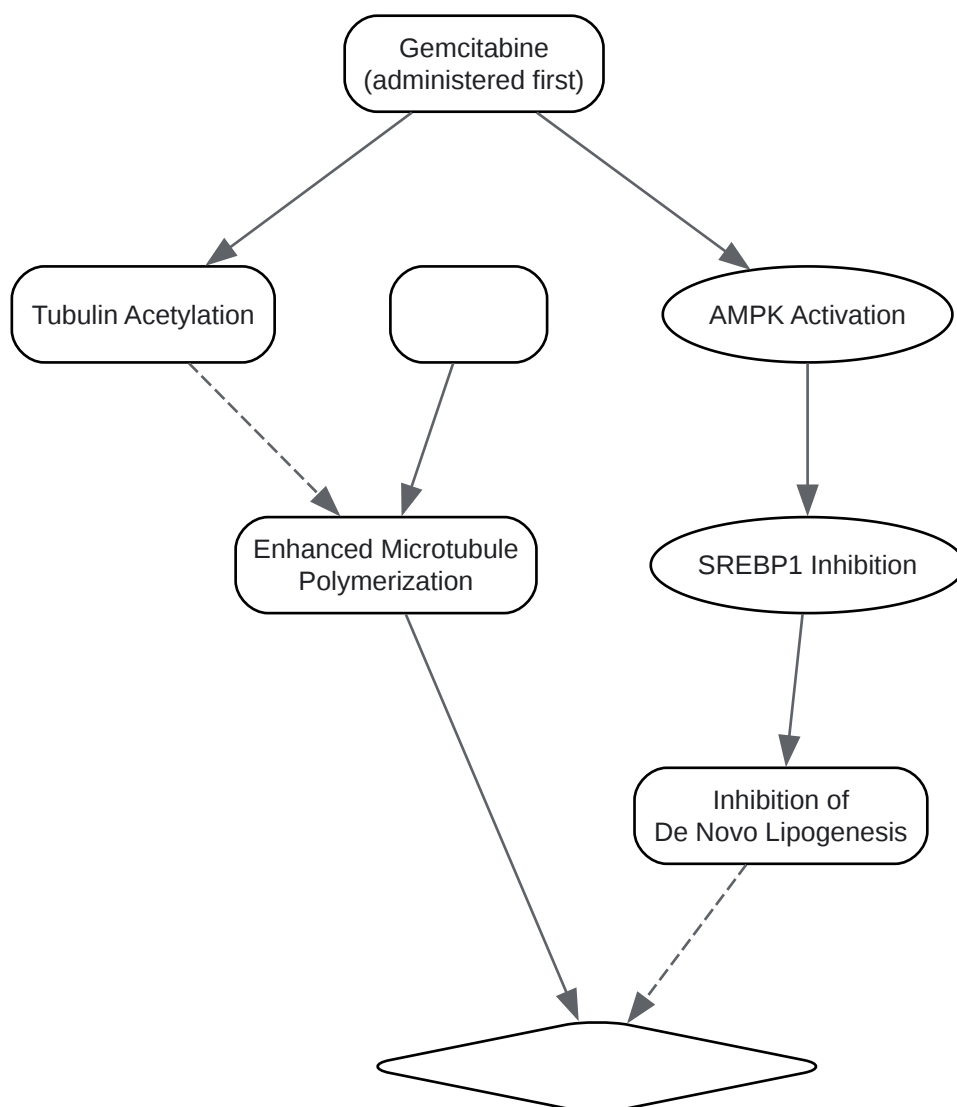 Gemcitabine
(administered first)
Tubulin Acetylation
AMPK Activation
Enhanced Microtubule
Polymerization
SREBP1 Inhibition
Inhibition of
De Novo Lipogenesis